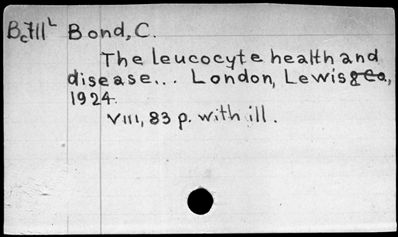 Bc711L Bond, C.
The leucocyte health and
disease... London, Lewis & Co,
1924.
VIII, 83 p. with ill.